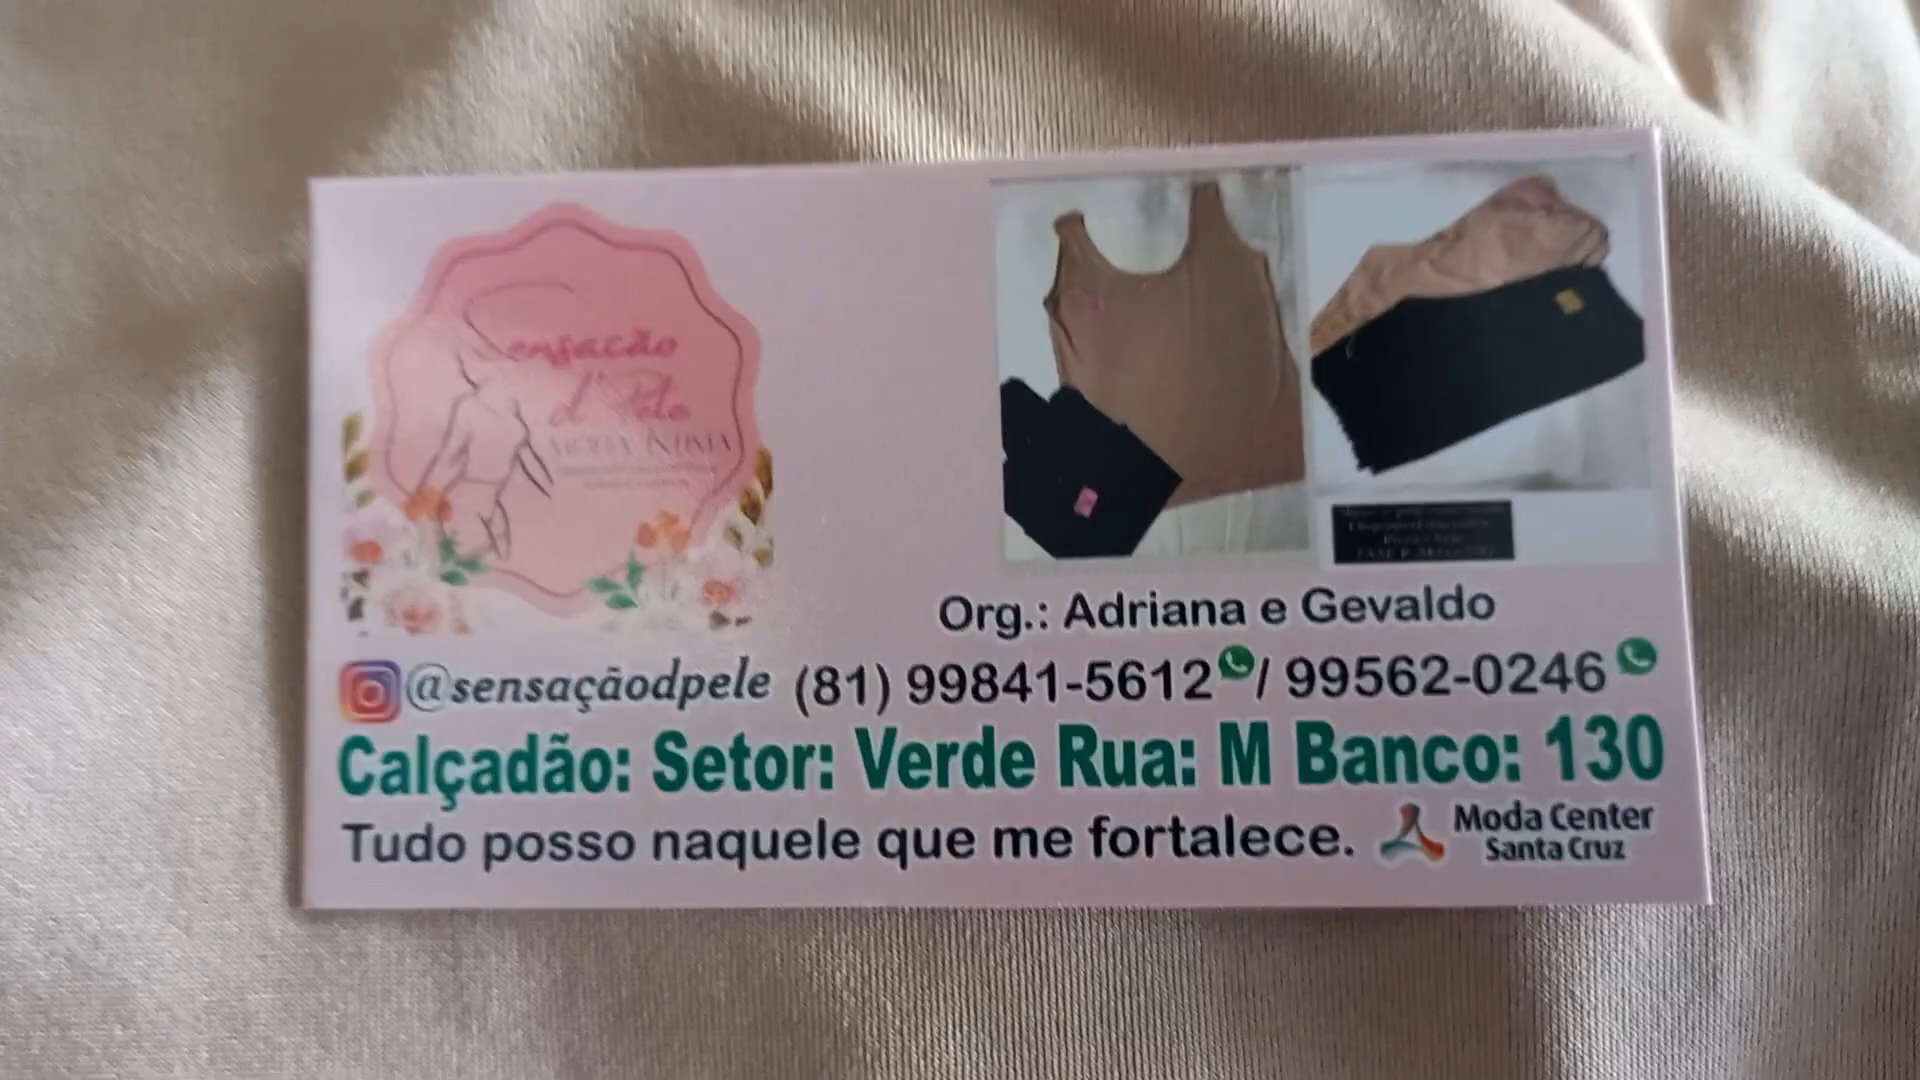 Sensação
d'Pele
MODA ÍNTIMA
Org.: Adriana e Gevaldo
@sensaçãodpele (81) 99841-5612 / 99562-0246
Calçadão: Setor: Verde Rua: M Banco: 130
Tudo posso naquele que me fortalece.
Moda Center
Santa Cruz